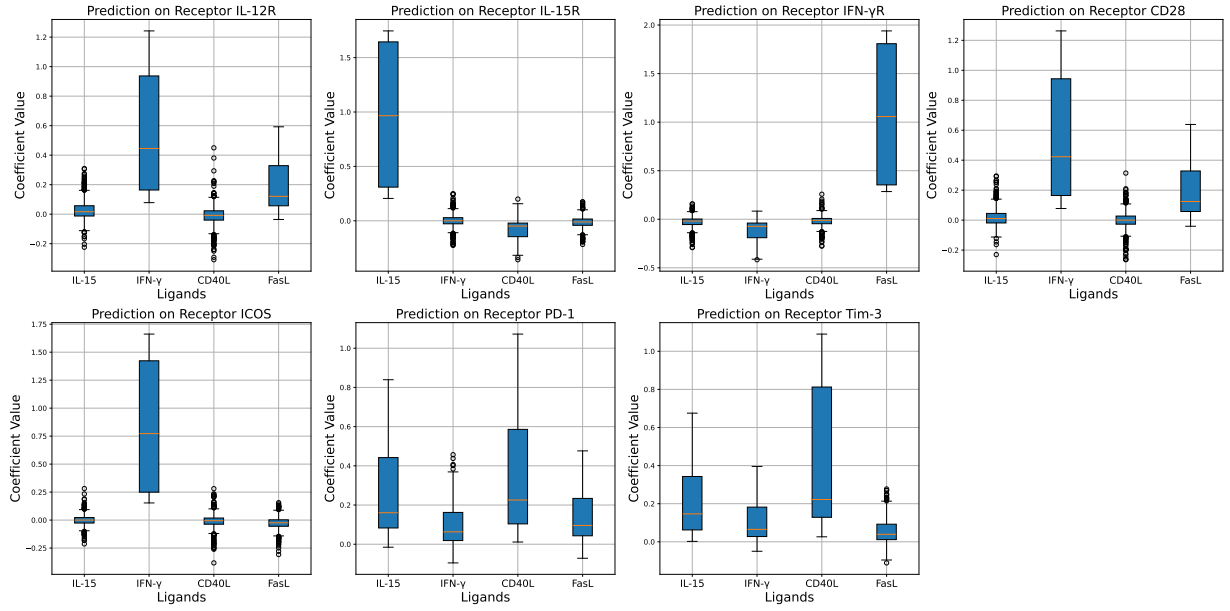 Prediction on Receptor IL-12R
Coefficient Value
1.2
1.0
0.8
0.6
0.4
0.2
0.0
−0.2
IL-15 IFN-γ CD40L FasL
Ligands
Prediction on Receptor IL-15R
Coefficient Value
1.5
1.0
0.5
0.0
IL-15 IFN-γ CD40L FasL
Ligands
Prediction on Receptor IFN-γR
Coefficient Value
2.0
1.5
1.0
0.5
0.0
−0.5
IL-15 IFN-γ CD40L FasL
Ligands
Prediction on Receptor CD28
Coefficient Value
1.2
1.0
0.8
0.6
0.4
0.2
0.0
−0.2
IL-15 IFN-γ CD40L FasL
Ligands
Prediction on Receptor ICOS
Coefficient Value
1.75
1.50
1.25
1.00
0.75
0.50
0.25
0.00
−0.25
IL-15 IFN-γ CD40L FasL
Ligands
Prediction on Receptor PD-1
Coefficient Value
1.0
0.8
0.6
0.4
0.2
0.0
IL-15 IFN-γ CD40L FasL
Ligands
Prediction on Receptor Tim-3
Coefficient Value
1.0
0.8
0.6
0.4
0.2
0.0
IL-15 IFN-γ CD40L FasL
Ligands